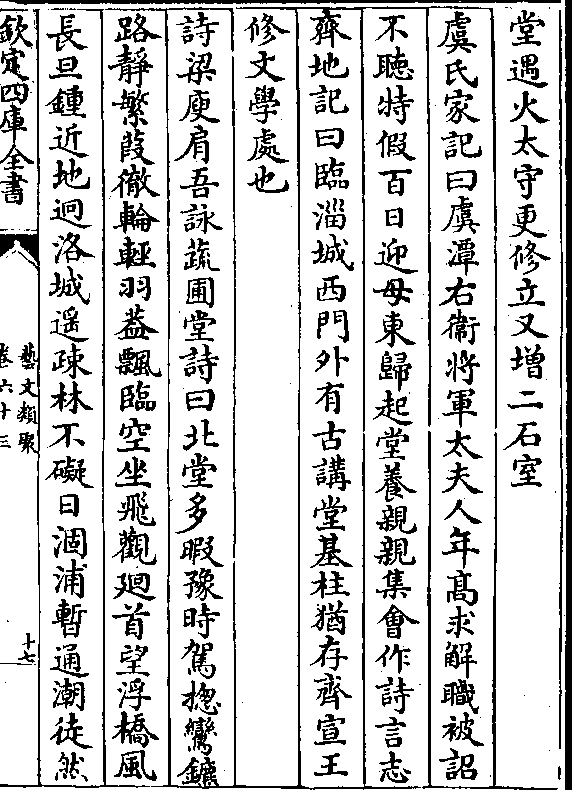 堂遇火太守更修立又增二石室
虞氏家記曰虞潭右衞將軍太夫人年髙求解職被詔
不聽特假百日迎母東歸起堂養親親集會作詩言志
齊地記曰臨淄城西門外有古講堂基柱猶存齊宣王
修文學處也
詩梁庾肩吾詠疏圃堂詩曰北堂多暇豫時駕揔鸞鑣
路靜繁葭徹輪輕羽葢飄臨空坐飛觀廻首望浮橋風
長旦鍾近地迥洛城遥疎林不礙日涸浦暫通潮徒然
欽定四庫全書
藝文類聚
卷六十三
十七